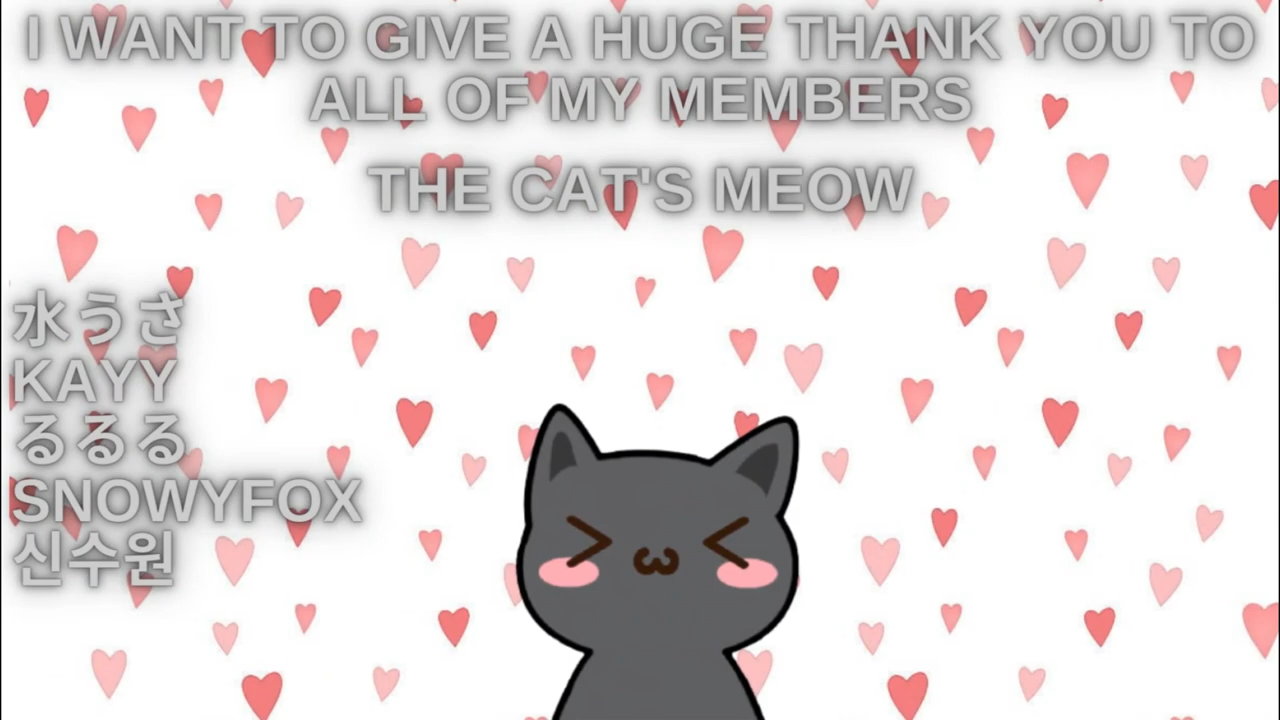 I WANT TO GIVE A HUGE THANK YOU TO
ALL OF MY MEMBERS
THE CAT'S MEOW
水うさ
KAYY
るるる
SNOWYFOX
신수원